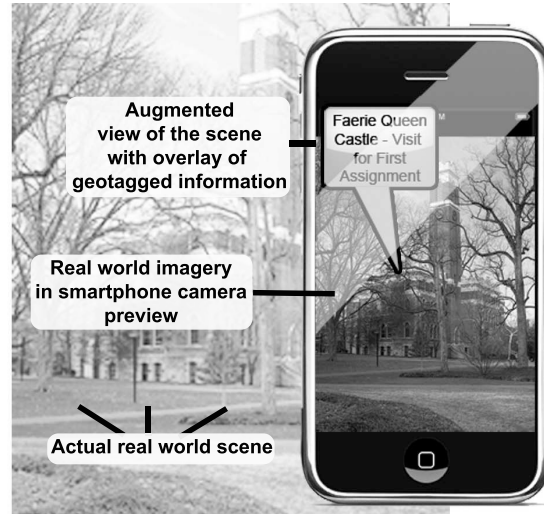 Augmented
view of the scene
with overlay of
geotagged information
Faerie Queen
Castle - Visit
for First
Assignment
Real world imagery
in smartphone camera
preview
Actual real world scene